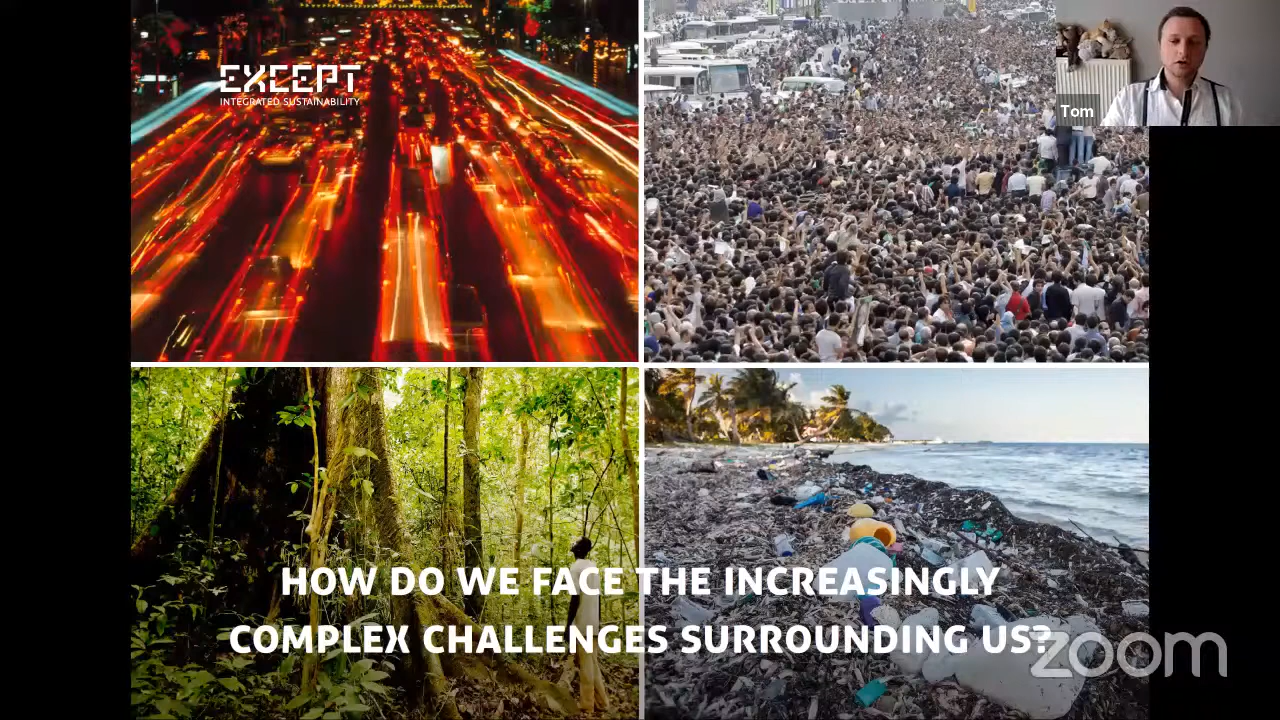 EXCEPT
INTEGRATED SUSTAINABILITY
Tom
HOW DO WE FACE THE INCREASINGLY
COMPLEX CHALLENGES SURROUNDING US?
zoom